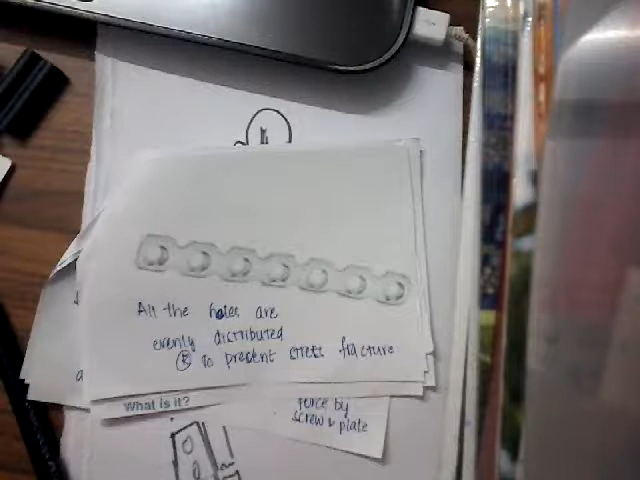 All the holes are
evenly distributed
to prevent stress fracture
What is it?
force by
screw & plate